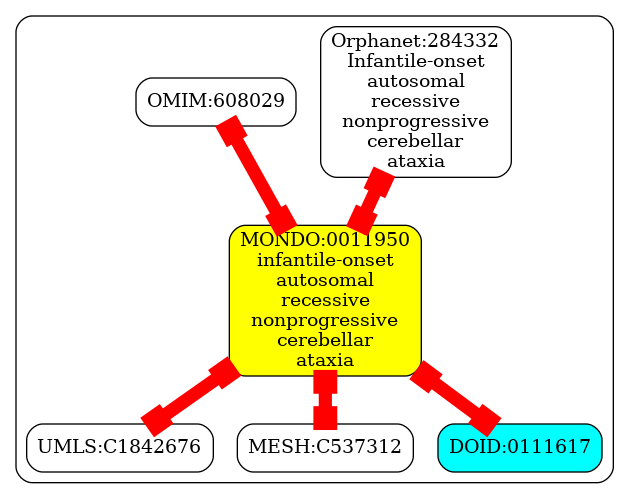 Orphanet:284332
Infantile-onset
autosomal
recessive
nonprogressive
cerebellar
ataxia
OMIM:608029
MONDO:0011950
infantile-onset
autosomal
recessive
nonprogressive
cerebellar
ataxia
UMLS:C1842676
MESH:C537312
DOID:0111617